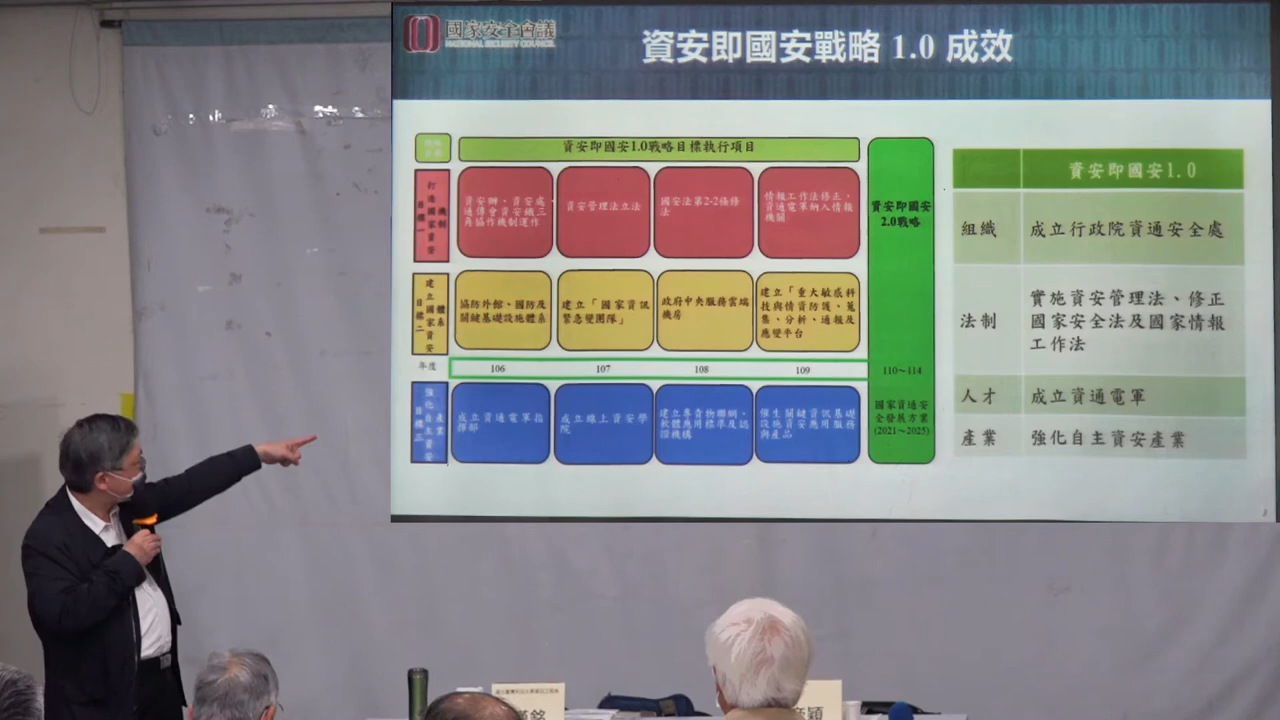 國家安全會議
NATIONAL SECURITY COUNCIL
資安即國安戰略 1.0 成效
資安即國安1.0戰略目標執行項目
資安辦、資安處
通傳會資安鐵三
角協作機制運作
資安管理法立法
國安法第2-2條修
法
情報工作法修正,
資通電軍納入情報
機關
資安即國安
2.0戰略
協防外館、國防及
關鍵基礎設施體系
建立「國家資訊
緊急變團隊」
政府中央服務雲端
機房
建立「重大敏感科
技與情資防護、蒐
集、分析、通報及
應變平台
年度
106
107
108
109
110~114
成立資通電軍指
揮部
成立線上資安學
院
建立專責物聯網、
軟體應用標準及認
證機構
催生關鍵資訊基礎
設施資安應用服務
與產品
國家資通安
全發展方案
(2021~2025)
資安即國安1.0
組織
成立行政院資通安全處
法制
實施資安管理法、修正
國家安全法及國家情報
工作法
人才
成立資通電軍
產業
強化自主資安產業